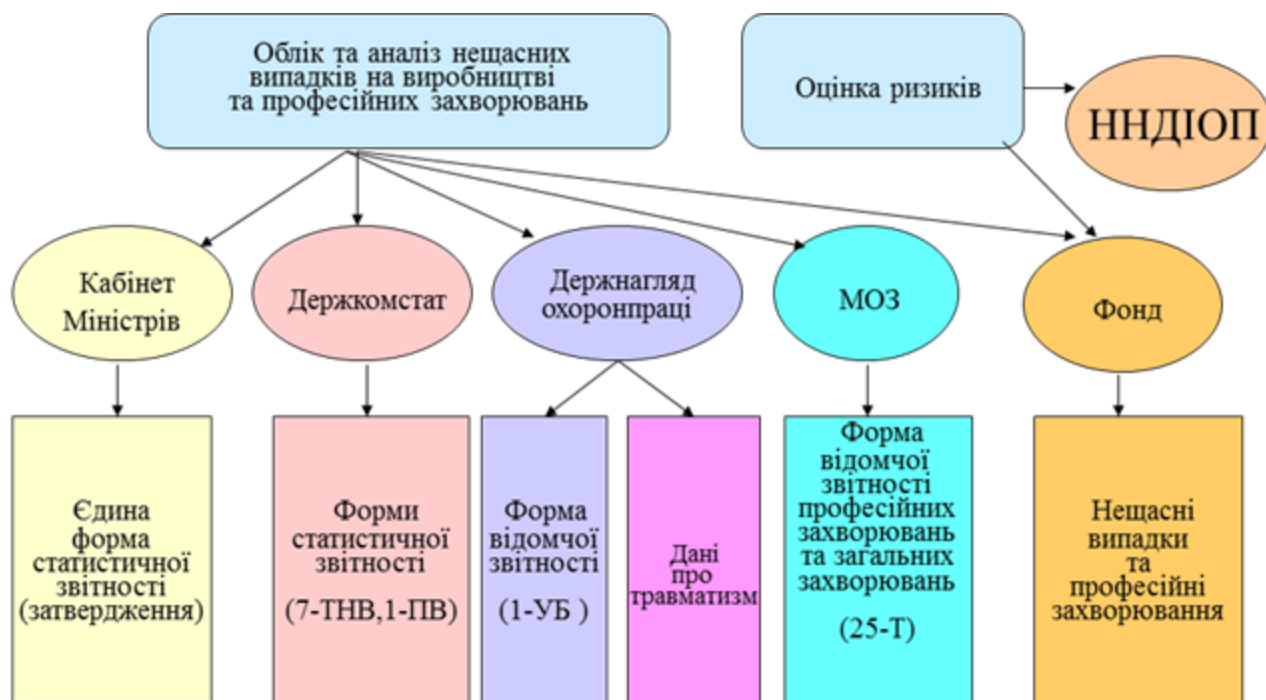 Облік та аналіз нещасних
випадків на виробництві
та професійних захворювань
Оцінка ризиків
ННДІОП
Кабінет
Міністрів
Держкомстат
Держнагляд
охоронпраці
МОЗ
Фонд
Єдина
форма
статистичної
звітності
(затвердження)
Форми
статистичної
звітності
(7-ТНВ,1-ПВ)
Форма
відомчої
звітності
(1-УБ )
Дані
про
травматизм
Форма
відомчої
звітності
професійних
захворювань
та загальних
захворювань
(25-Т)
Нещасні
випадки
та
професійні
захворювання